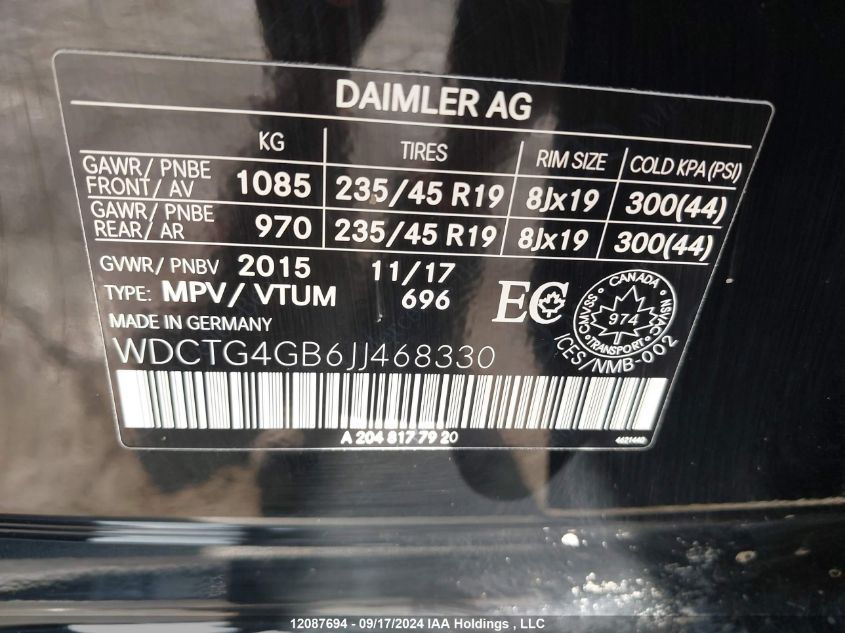 DAIMLER AG
KG TIRES RIM SIZE COLD KPA (PSI)
GAWR/ PNBE
FRONT/ AV 1085 235/45 R19 8Jx19 300(44)
GAWR/ PNBE
REAR/ AR 970 235/45 R19 8Jx19 300(44)
GVWR/ PNBV 2015 11/17
TYPE: MPV/ VTUM 696
EC
CANADA
CMVSS 974 NSVAC
TRANSPORT
ICES/NMB-002
MADE IN GERMANY
WDCTG4GB6JJ468330
A 204 817 79 20
4621440
12087694 - 09/17/2024 IAA Holdings , LLC